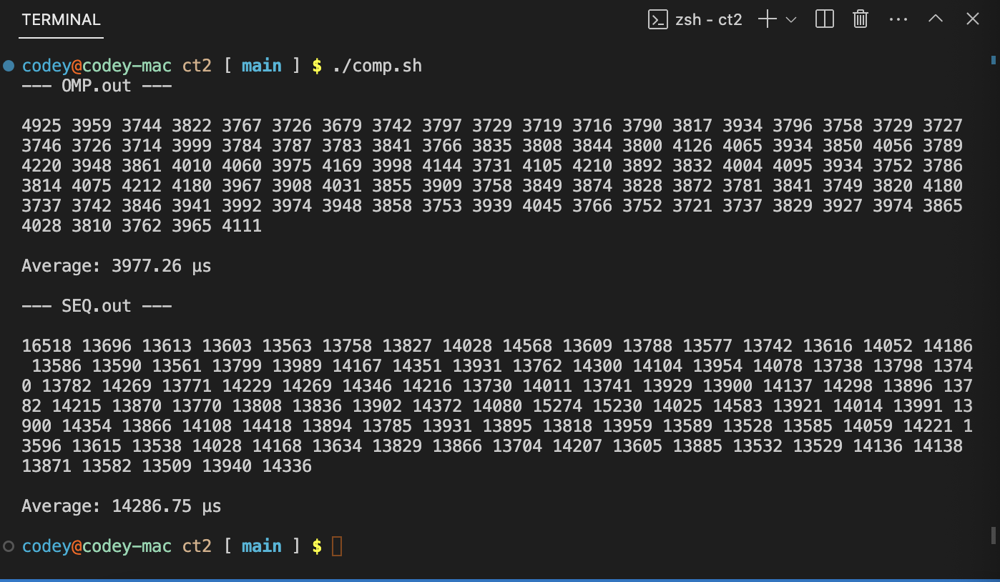 TERMINAL
zsh - ct2
codey@codey-mac ct2 [ main ] $ ./comp.sh
--- OMP.out ---
4925 3959 3744 3822 3767 3726 3679 3742 3797 3729 3719 3716 3790 3817 3934 3796 3758 3729 3727
3746 3726 3714 3999 3784 3787 3783 3841 3766 3835 3808 3844 3800 4126 4065 3934 3850 4056 3789
4220 3948 3861 4010 4060 3975 4169 3998 4144 3731 4105 4210 3892 3832 4004 4095 3934 3752 3786
3814 4075 4212 4180 3967 3908 4031 3855 3909 3758 3849 3874 3828 3872 3781 3841 3749 3820 4180
3737 3742 3846 3941 3992 3974 3948 3858 3753 3939 4045 3766 3752 3721 3737 3829 3927 3974 3865
4028 3810 3762 3965 4111
Average: 3977.26 µs
--- SEQ.out ---
16518 13696 13613 13603 13563 13758 13827 14028 14568 13609 13788 13577 13742 13616 14052 14186
 13586 13590 13561 13799 13989 14167 14351 13931 13762 14300 14104 13954 14078 13738 13798 1374
0 13782 14269 13771 14229 14269 14346 14216 13730 14011 13741 13929 13900 14137 14298 13896 137
82 14215 13870 13770 13808 13836 13902 14372 14080 15274 15230 14025 14583 13921 14014 13991 13
900 14354 13866 14108 14418 13894 13785 13931 13895 13818 13959 13589 13528 13585 14059 14221 1
3596 13615 13538 14028 14168 13634 13829 13866 13704 14207 13605 13885 13532 13529 14136 14138
13871 13582 13509 13940 14336
Average: 14286.75 µs
codey@codey-mac ct2 [ main ] $